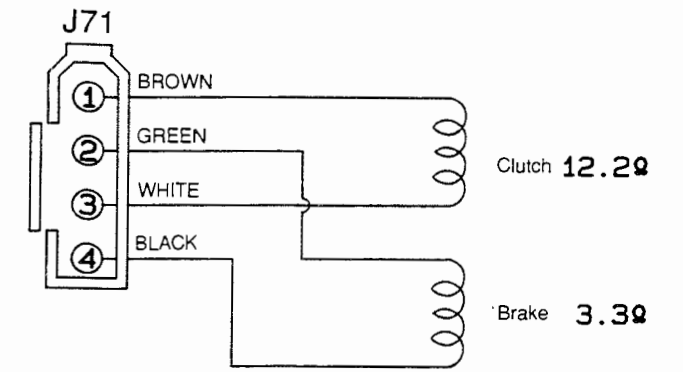 J71
1 BROWN
2 GREEN
Clutch 12.2Ω
3 WHITE
4 BLACK
Brake 3.3Ω